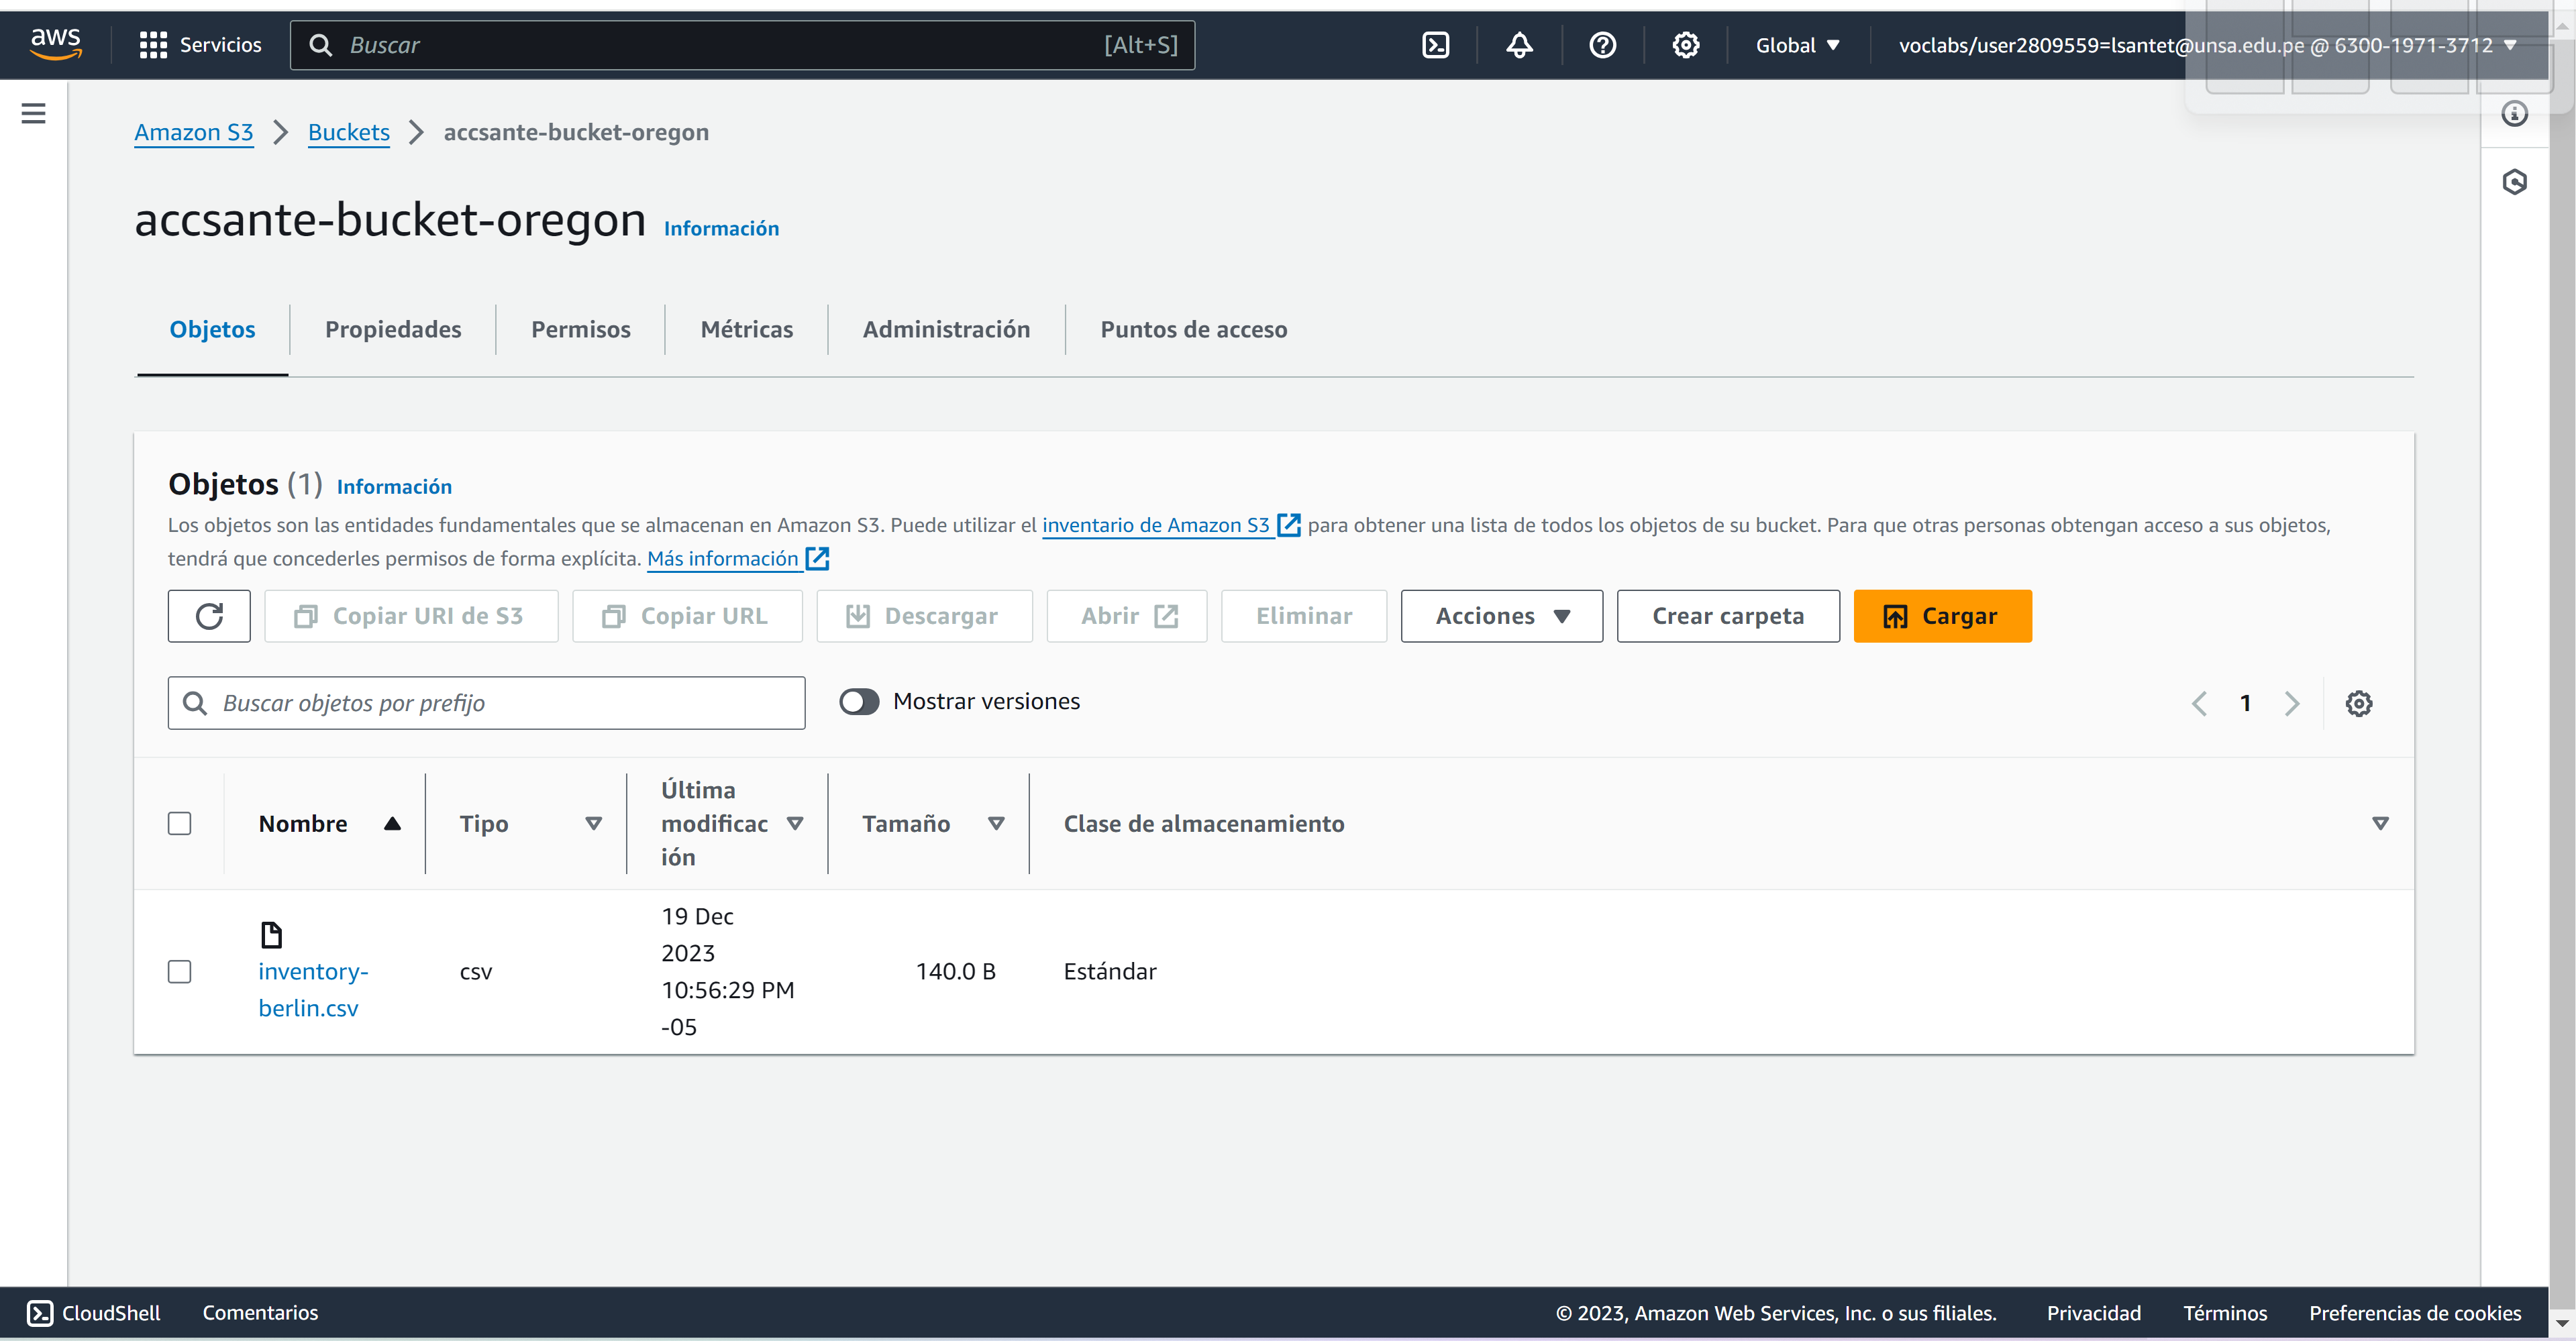 aws Servicios Buscar [Alt+S] Global voclabs/user2809559=lsantet@unsa.edu.pe @ 6300-1971-3712
Amazon S3 Buckets accsante-bucket-oregon
accsante-bucket-oregon Información
Objetos Propiedades Permisos Métricas Administración Puntos de acceso
Objetos (1) Información
Los objetos son las entidades fundamentales que se almacenan en Amazon S3. Puede utilizar el inventario de Amazon S3 para obtener una lista de todos los objetos de su bucket. Para que otras personas obtengan acceso a sus objetos,
tendrá que concederles permisos de forma explícita. Más información
Copiar URI de S3 Copiar URL Descargar Abrir Eliminar Acciones Crear carpeta Cargar
Buscar objetos por prefijo Mostrar versiones 1
Nombre Tipo Última modificac Tamaño Clase de almacenamiento
ión
inventory-berlin.csv csv 19 Dec 2023 10:56:29 PM -05 140.0 B Estándar
CloudShell Comentarios © 2023, Amazon Web Services, Inc. o sus filiales. Privacidad Términos Preferencias de cookies